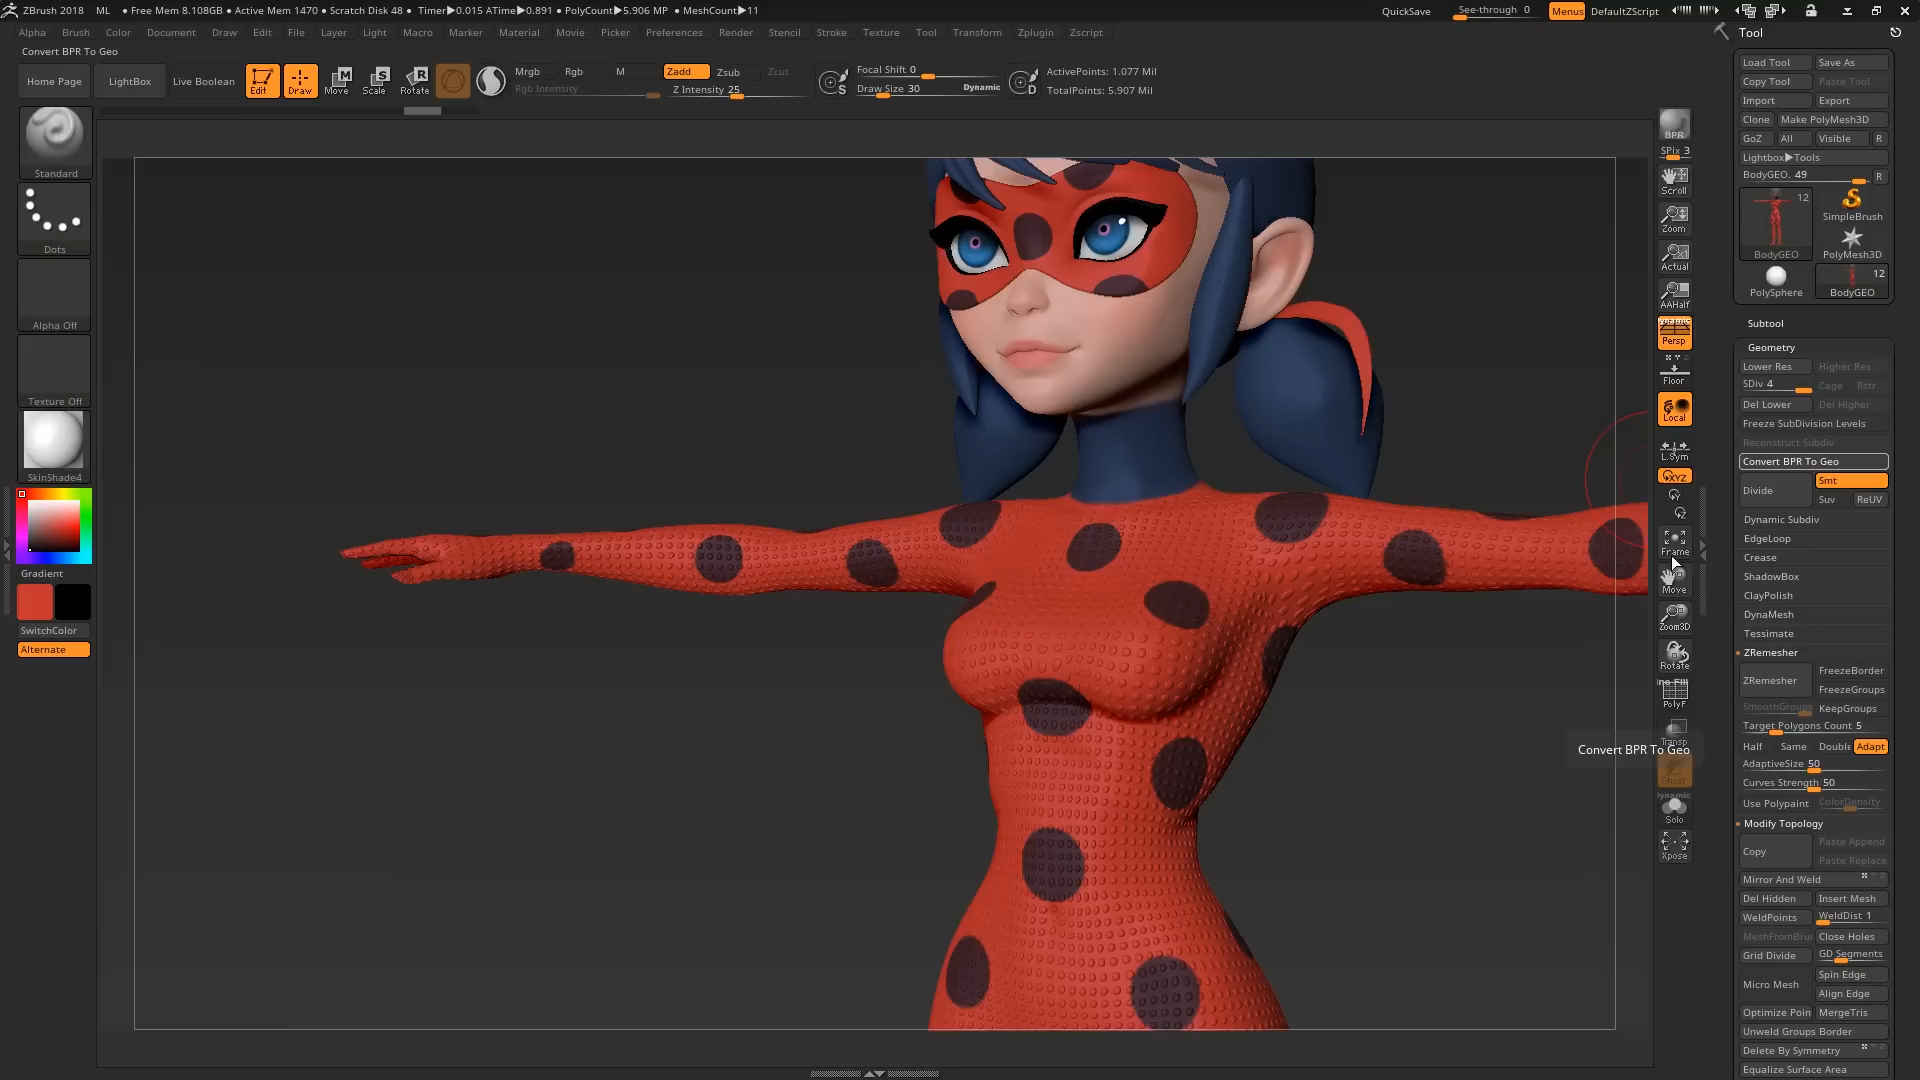 ZBrush 2018 ML • Free Mem 8.108GB • Active Mem 1470 • Scratch Disk 48 • Timer▶0.015 ATime▶0.891 • PolyCount▶5.906 MP • MeshCount▶11 QuickSave See-through 0 Menus DefaultZScript
Alpha Brush Color Document Draw Edit File Layer Light Macro Marker Material Movie Picker Preferences Render Stencil Stroke Texture Tool Transform Zplugin Zscript
Convert BPR To Geo
Home Page
LightBox
Live Boolean
Edit
Draw
Move
Scale
Rotate
Mrgb Rgb M
Rgb Intensity
Zadd Zsub Zcut
Z Intensity 25
S
Focal Shift 0
Draw Size 30 Dynamic
D
ActivePoints: 1.077 Mil
TotalPoints: 5.907 Mil
Standard
Dots
Alpha Off
Texture Off
SkinShade4
Gradient
SwitchColor
Alternate
BPR
SPix 3
Scroll
Zoom
Actual
AAHalf
Dynamic
Persp
Floor
Local
L.Sym
XYZ
Y
Z
Frame
Move
Zoom3D
Rotate
PolyF
Transp
Convert BPR To Geo
Ghost
Dynamic
Solo
Xpose
Tool
Load Tool Save As
Copy Tool Paste Tool
Import Export
Clone Make PolyMesh3D
GoZ All Visible R
Lightbox▶Tools
BodyGEO. 49 R
12
BodyGEO
SimpleBrush
PolyMesh3D
PolySphere
12
BodyGEO
Subtool
Geometry
Lower Res Higher Res
SDiv 4 Cage Rstr
Del Lower Del Higher
Freeze SubDivision Levels
Reconstruct Subdiv
Convert BPR To Geo
Divide Smt
Suv ReUV
Dynamic Subdiv
EdgeLoop
Crease
ShadowBox
ClayPolish
DynaMesh
Tessimate
ZRemesher
ZRemesher FreezeBorder
FreezeGroups
SmoothGroups KeepGroups
Target Polygons Count 5
Half Same Double Adapt
AdaptiveSize 50
Curves Strength 50
Use Polypaint ColorDensity
Modify Topology
Copy Paste Append
Paste Replace
Mirror And Weld
Del Hidden Insert Mesh
WeldPoints WeldDist 1
MeshFromBru Close Holes
Grid Divide GD Segments
Micro Mesh Spin Edge
Align Edge
Optimize Poin MergeTris
Unweld Groups Border
Delete By Symmetry
Equalize Surface Area